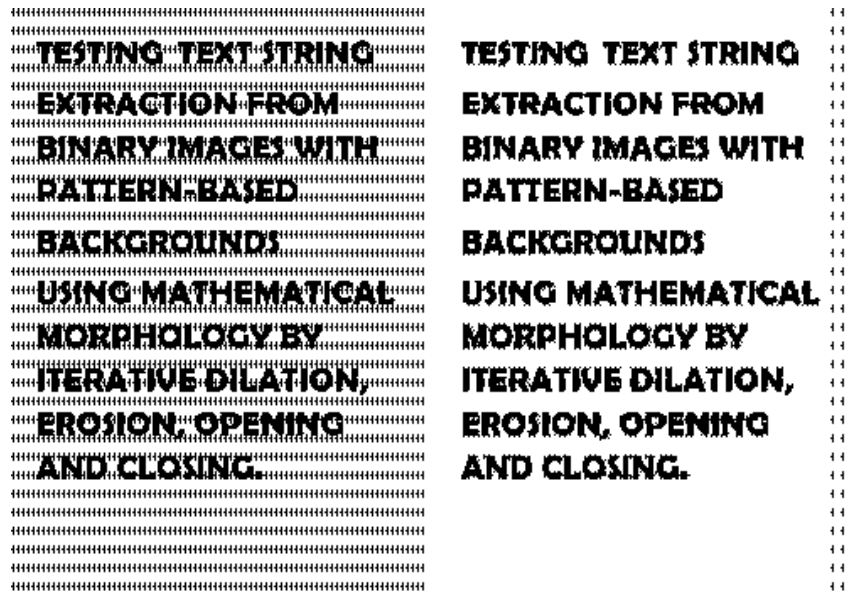 TESTING TEXT STRING
EXTRACTION FROM
BINARY IMAGES WITH
PATTERN-BASED
BACKGROUNDS
USING MATHEMATICAL
MORPHOLOGY BY
ITERATIVE DILATION,
EROSION, OPENING
AND CLOSING.
TESTING TEXT STRING
EXTRACTION FROM
BINARY IMAGES WITH
PATTERN-BASED
BACKGROUNDS
USING MATHEMATICAL
MORPHOLOGY BY
ITERATIVE DILATION,
EROSION, OPENING
AND CLOSING.